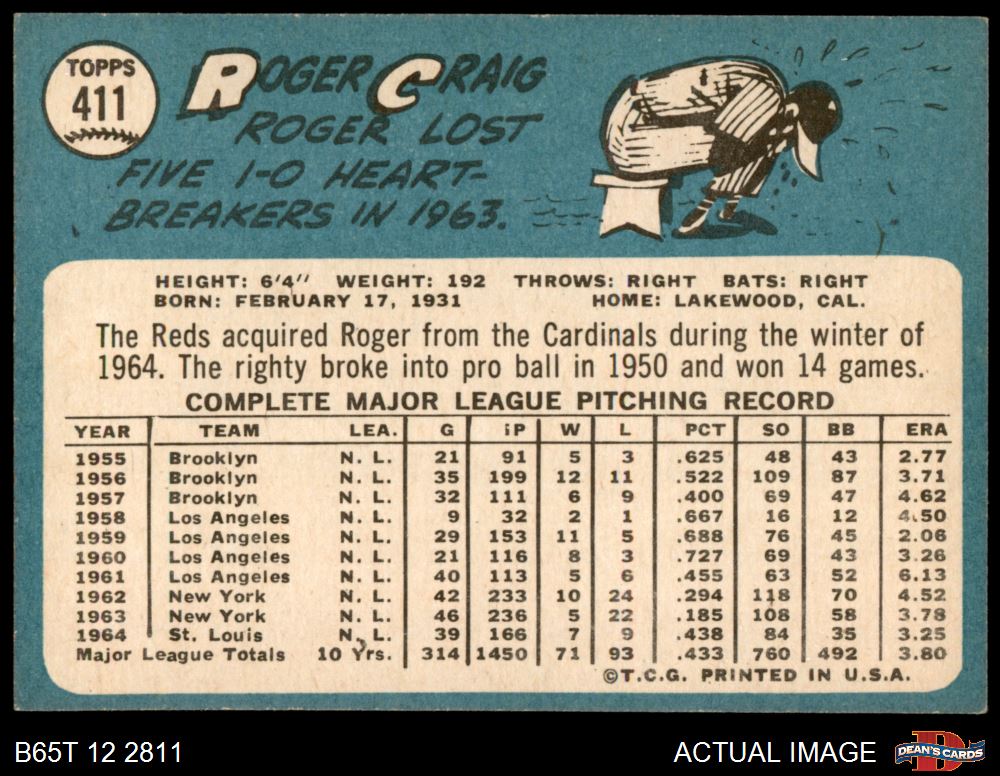 TOPPS
411
ROGER CRAIG
ROGER LOST
FIVE 1-0 HEART-
BREAKERS IN 1963.
HEIGHT: 6'4" WEIGHT: 192 THROWS: RIGHT BATS: RIGHT
BORN: FEBRUARY 17, 1931 HOME: LAKEWOOD, CAL.
The Reds acquired Roger from the Cardinals during the winter of
1964. The righty broke into pro ball in 1950 and won 14 games.
COMPLETE MAJOR LEAGUE PITCHING RECORD
YEAR TEAM LEA. G IP W L PCT SO BB ERA
1955 Brooklyn N. L. 21 91 5 3 .625 48 43 2.77
1956 Brooklyn N. L. 35 199 12 11 .522 109 87 3.71
1957 Brooklyn N. L. 32 111 6 9 .400 69 47 4.62
1958 Los Angeles N. L. 9 32 2 1 .667 16 12 4.50
1959 Los Angeles N. L. 29 153 11 5 .688 76 45 2.06
1960 Los Angeles N. L. 21 116 8 3 .727 69 43 3.26
1961 Los Angeles N. L. 40 113 5 6 .455 63 52 6.13
1962 New York N. L. 42 233 10 24 .294 118 70 4.52
1963 New York N. L. 46 236 5 22 .185 108 58 3.78
1964 St. Louis N. L. 39 166 7 9 .438 84 35 3.25
Major League Totals 10 Yrs. 314 1450 71 93 .433 760 492 3.80
©T.C.G. PRINTED IN U.S.A.
B65T 12 2811 ACTUAL IMAGE DEAN'S CARDS